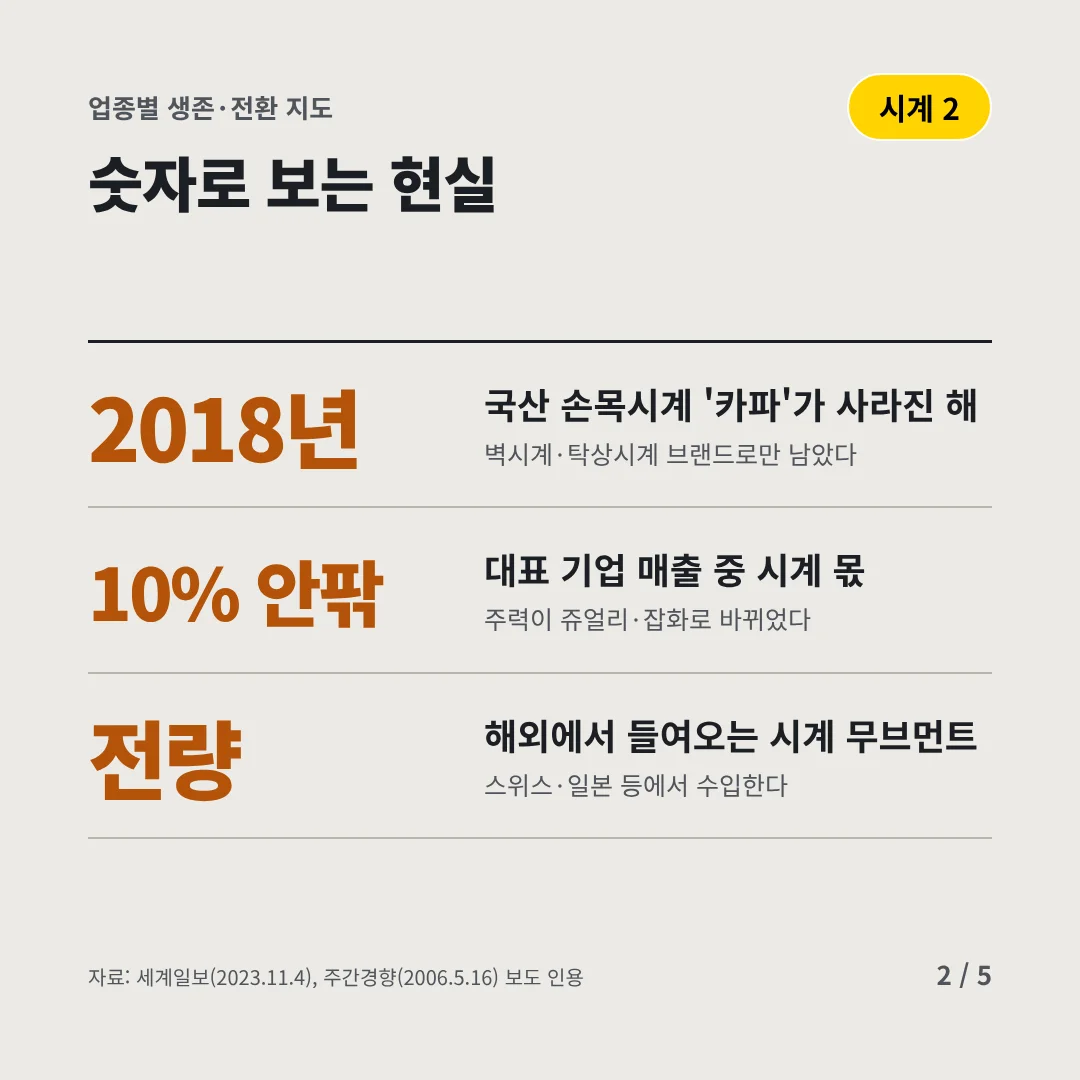 업종별 생존·전환 지도
시계 2
숫자로 보는 현실
2018년
국산 손목시계 '카파'가 사라진 해
벽시계·탁상시계 브랜드로만 남았다
10% 안팎
대표 기업 매출 중 시계 몫
주력이 쥬얼리·잡화로 바뀌었다
전량
해외에서 들여오는 시계 무브먼트
스위스·일본 등에서 수입한다
자료: 세계일보(2023.11.4), 주간경향(2006.5.16) 보도 인용
2 / 5